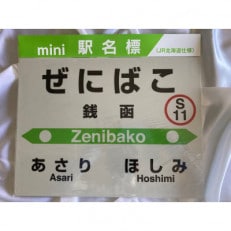 mini 駅名標
(JR北海道仕様)
ぜにばこ
銭函
S
11
Zenibako
あさり ほしみ
Asari Hoshimi